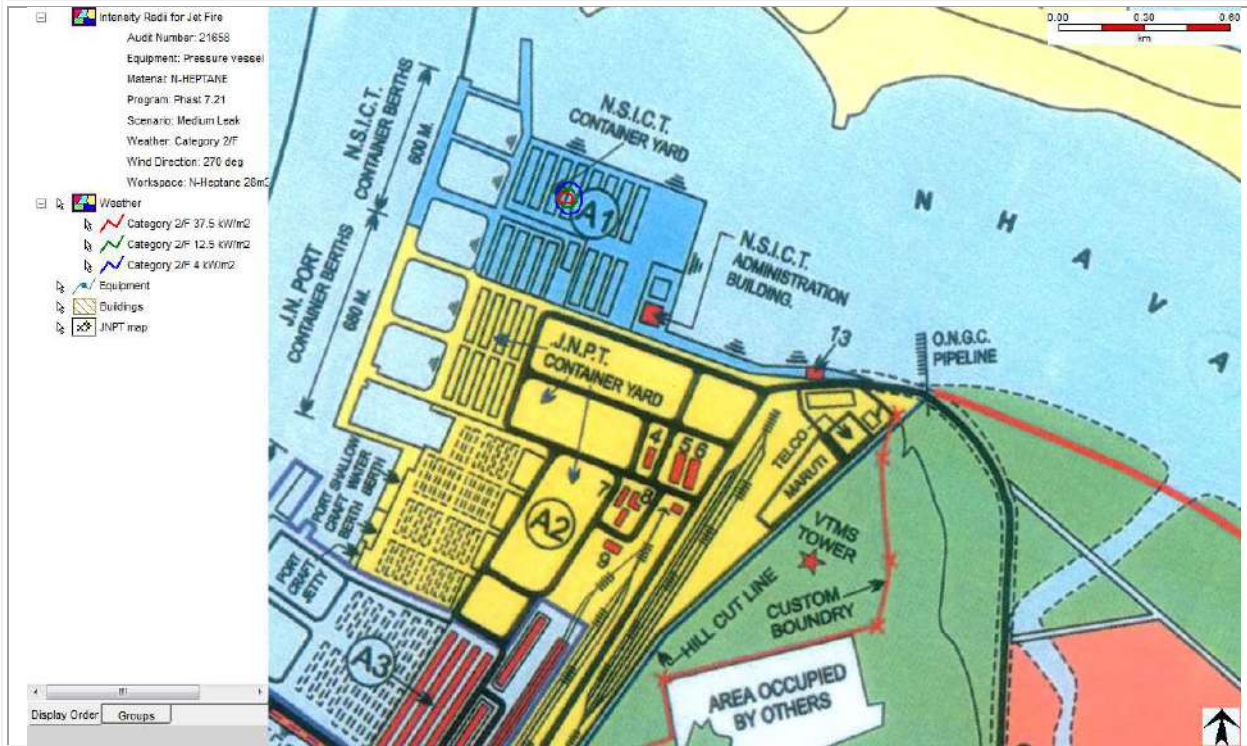 Intensity Radii for Jet Fire
Audit Number: 21658
Equipment: Pressure vessel
Material: N-HEPTANE
Program: Phast 7.21
Scenario: Medium Leak
Weather: Category 2/F
Wind Direction: 270 deg
Workspace: N-Heptane 28m3
Weather
Category 2/F 37.5 kW/m2
Category 2/F 12.5 kW/m2
Category 2/F 4 kW/m2
Equipment
Buildings
JNPT map
Display Order
Groups
0.00 0.30 0.60
km
N.S.I.C.T.
CONTAINER BERTHS
600 M.
J.N. PORT
CONTAINER BERTHS
680 M.
N.S.I.C.T.
CONTAINER YARD
A1
N.S.I.C.T.
ADMINISTRATION
BUILDING.
N H A V A
13
O.N.G.C.
PIPELINE
J.N.P.T.
CONTAINER YARD
4
5
6
7
8
9
A2
TELCO
MARUTI
VTMS
TOWER
HILL CUT LINE
CUSTOM
BOUNDRY
PORT SHALLOW
CRAFT WATER
BERTH BERTH
PORT
CRAFT
JETTY
A3
AREA OCCUPIED
BY OTHERS